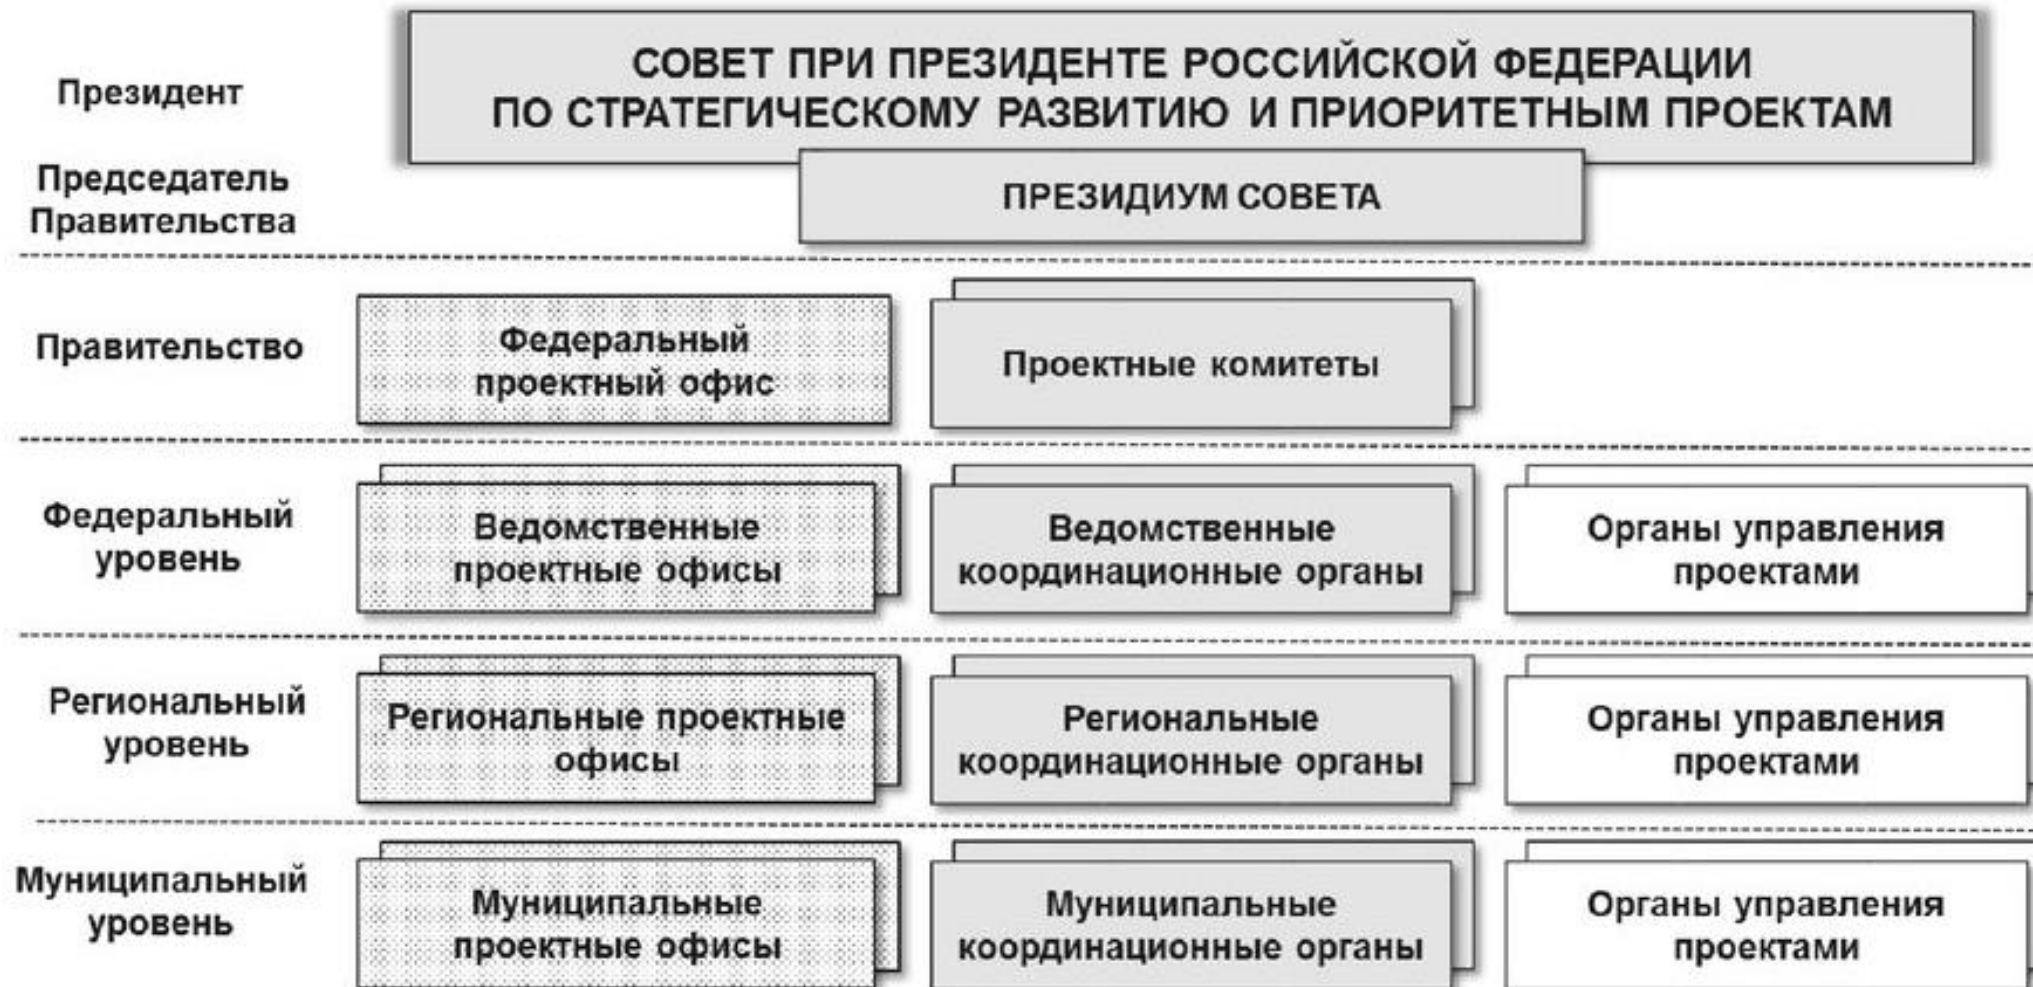 Президент
СОВЕТ ПРИ ПРЕЗИДЕНТЕ РОССИЙСКОЙ ФЕДЕРАЦИИ
ПО СТРАТЕГИЧЕСКОМУ РАЗВИТИЮ И ПРИОРИТЕТНЫМ ПРОЕКТАМ
Председатель
Правительства
ПРЕЗИДИУМ СОВЕТА
Правительство
Федеральный
проектный офис
Проектные комитеты
Федеральный
уровень
Ведомственные
проектные офисы
Ведомственные
координационные органы
Органы управления
проектами
Региональный
уровень
Региональные проектные
офисы
Региональные
координационные органы
Органы управления
проектами
Муниципальный
уровень
Муниципальные
проектные офисы
Муниципальные
координационные органы
Органы управления
проектами